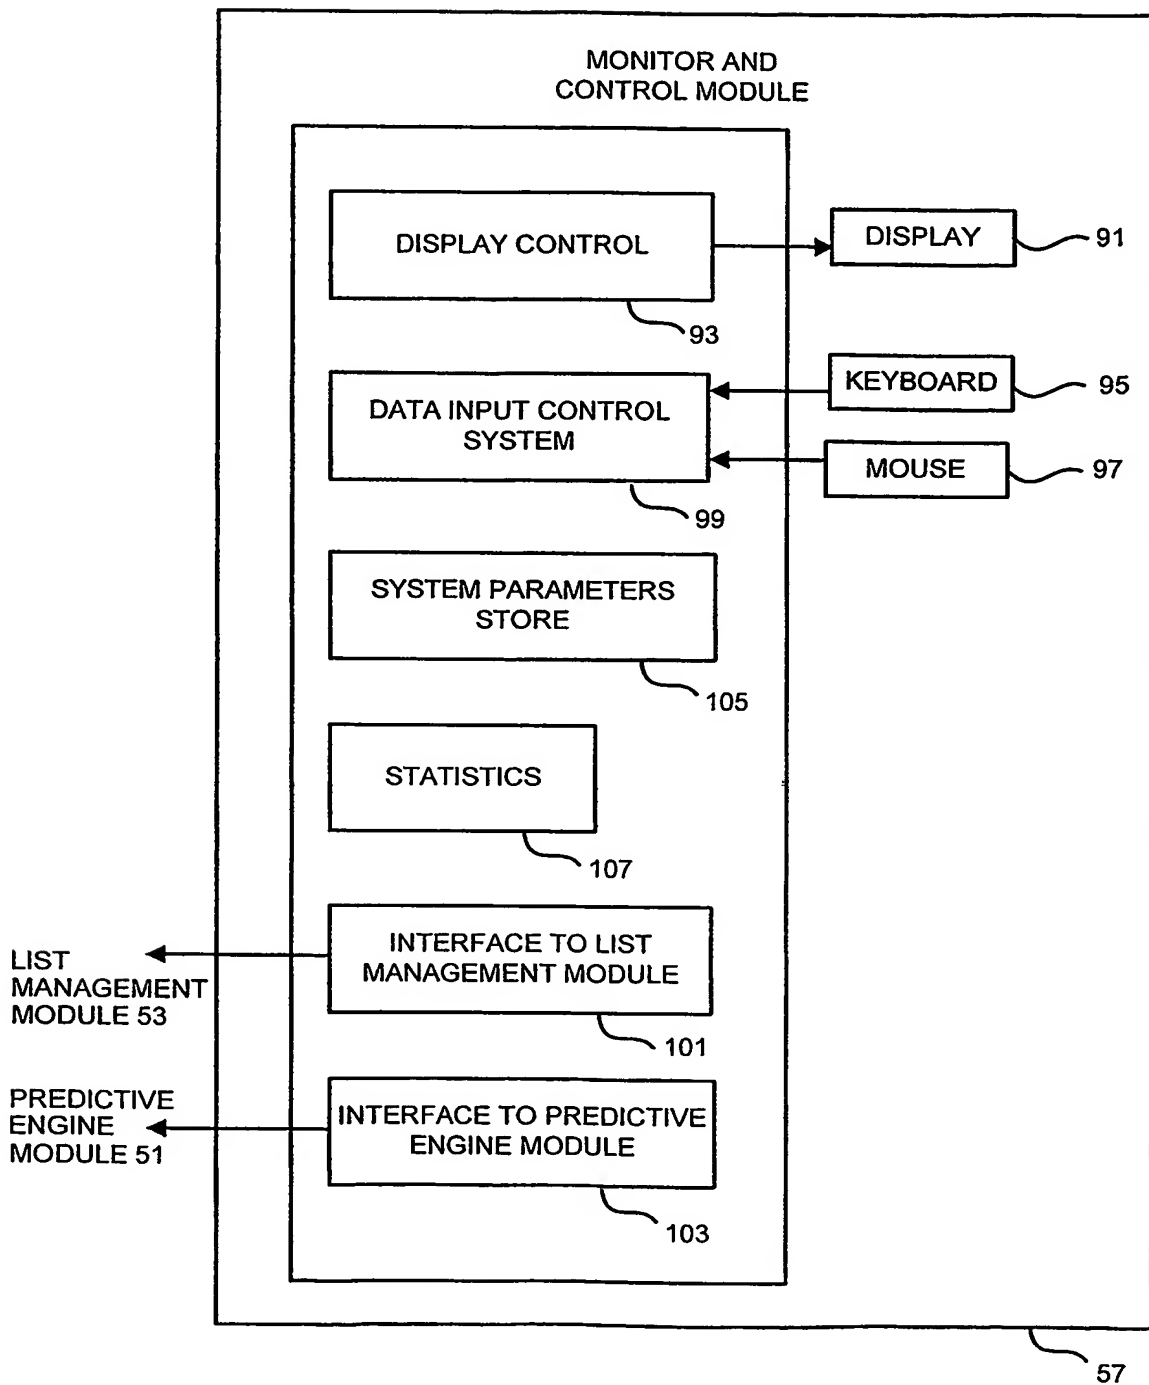 MONITOR AND
CONTROL MODULE
DISPLAY CONTROL
93
DISPLAY
91
DATA INPUT CONTROL
SYSTEM
99
KEYBOARD
95
MOUSE
97
SYSTEM PARAMETERS
STORE
105
STATISTICS
107
INTERFACE TO LIST
MANAGEMENT MODULE
101
LIST
MANAGEMENT
MODULE 53
INTERFACE TO PREDICTIVE
ENGINE MODULE
103
PREDICTIVE
ENGINE
MODULE 51
57